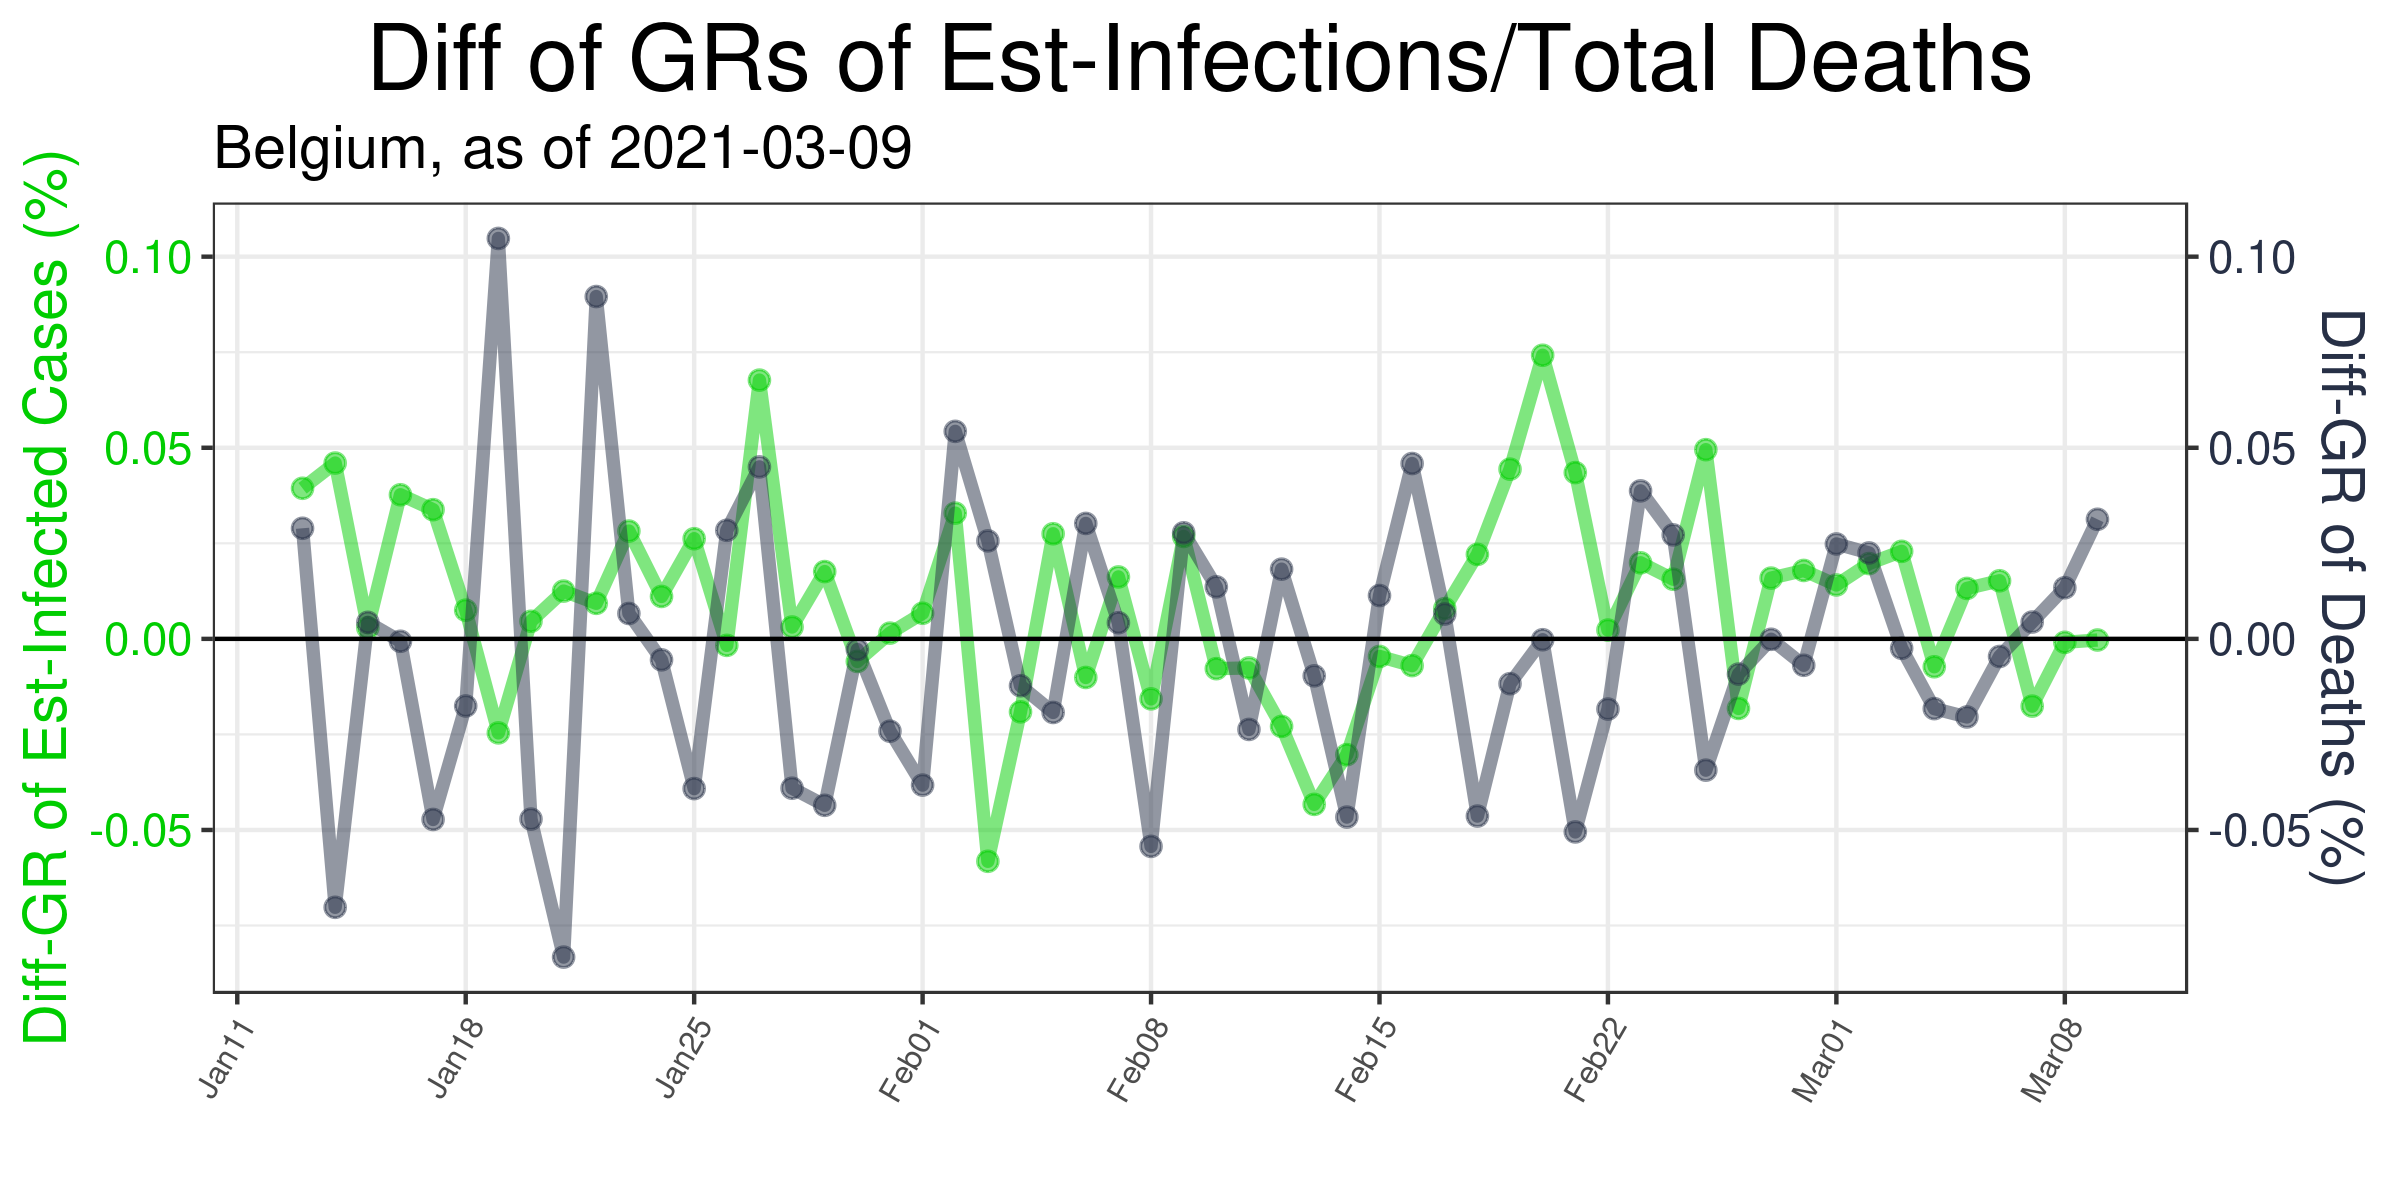 Diff of GRs of Est-Infections/Total Deaths
Belgium, as of 2021-03-09
Diff-GR of Est-Infected Cases (%)
0.10
0.05
0.00
-0.05
0.10
0.05
0.00
-0.05
Diff-GR of Deaths (%)
Jan11
Jan18
Jan25
Feb01
Feb08
Feb15
Feb22
Mar01
Mar08